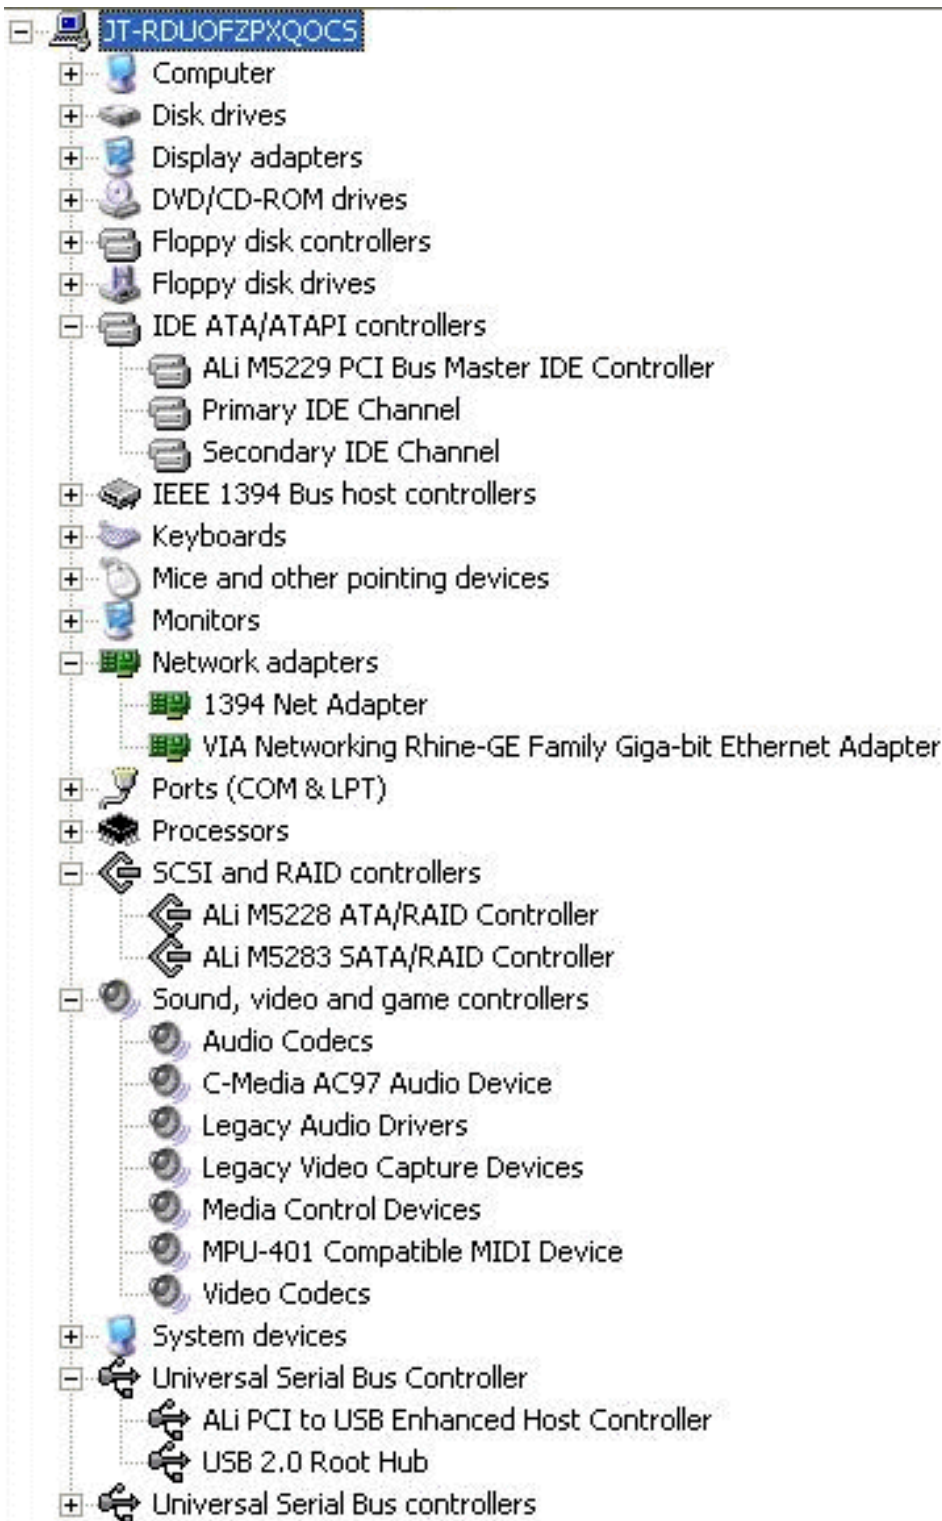 JT-RDUOFZPXQOCS
Computer
Disk drives
Display adapters
DVD/CD-ROM drives
Floppy disk controllers
Floppy disk drives
IDE ATA/ATAPI controllers
ALi M5229 PCI Bus Master IDE Controller
Primary IDE Channel
Secondary IDE Channel
IEEE 1394 Bus host controllers
Keyboards
Mice and other pointing devices
Monitors
Network adapters
1394 Net Adapter
VIA Networking Rhine-GE Family Giga-bit Ethernet Adapter
Ports (COM & LPT)
Processors
SCSI and RAID controllers
ALi M5228 ATA/RAID Controller
ALi M5283 SATA/RAID Controller
Sound, video and game controllers
Audio Codecs
C-Media AC97 Audio Device
Legacy Audio Drivers
Legacy Video Capture Devices
Media Control Devices
MPU-401 Compatible MIDI Device
Video Codecs
System devices
Universal Serial Bus Controller
ALi PCI to USB Enhanced Host Controller
USB 2.0 Root Hub
Universal Serial Bus controllers